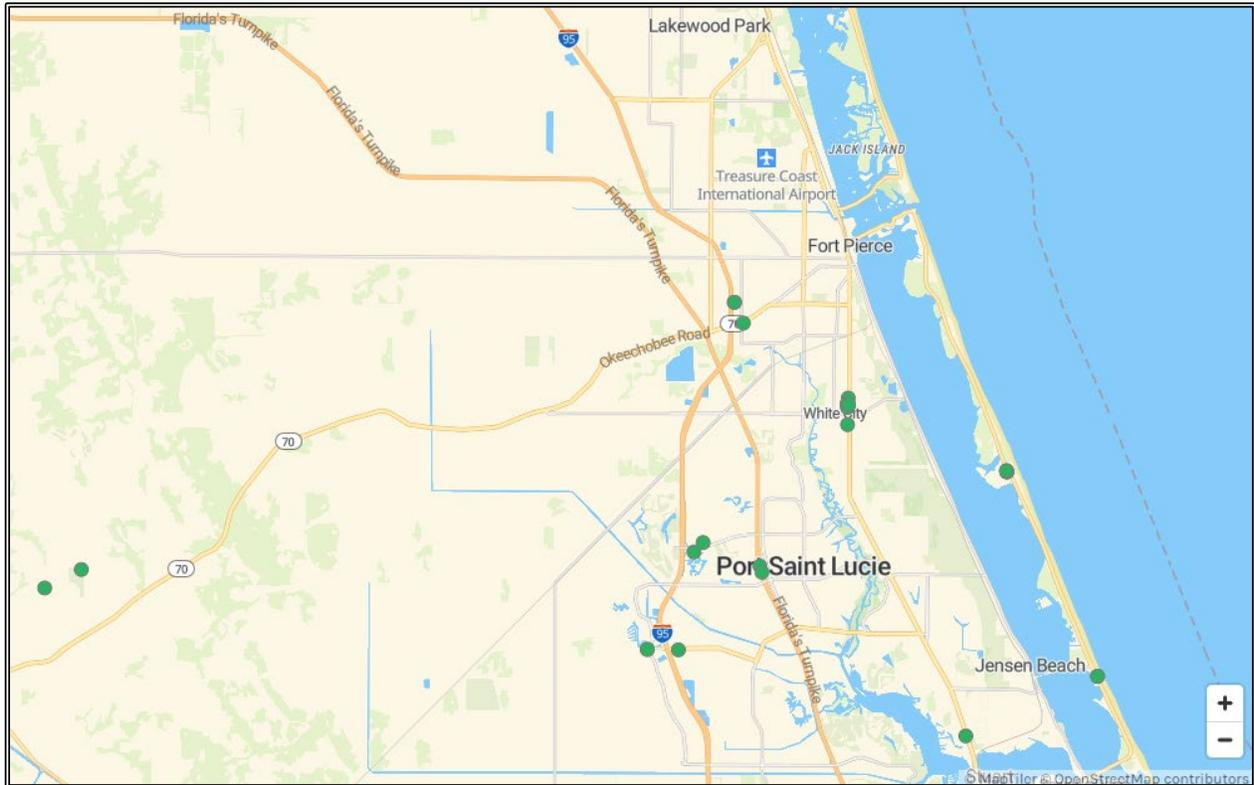 Florida's Turnpike
Lakewood Park
95
Florida's Turnpike
JACK ISLAND
Treasure Coast
International Airport
Florida's Turnpike
Fort Pierce
70
Okeechobee Road
White City
70
Port Saint Lucie
70
Florida's Turnpike
95
Jensen Beach
+
−
Stuart
© MapTiler © OpenStreetMap contributors